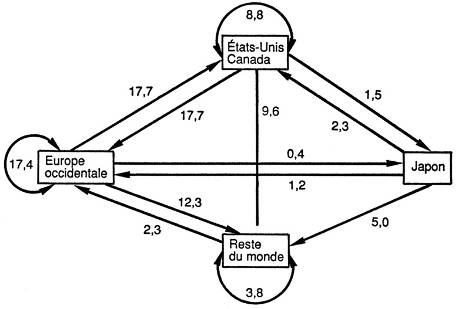 8,8
États-Unis
Canada
17,7
17,7
9,6
1,5
2,3
17,4
Europe
occidentale
0,4
1,2
Japon
12,3
2,3
5,0
Reste
du monde
3,8